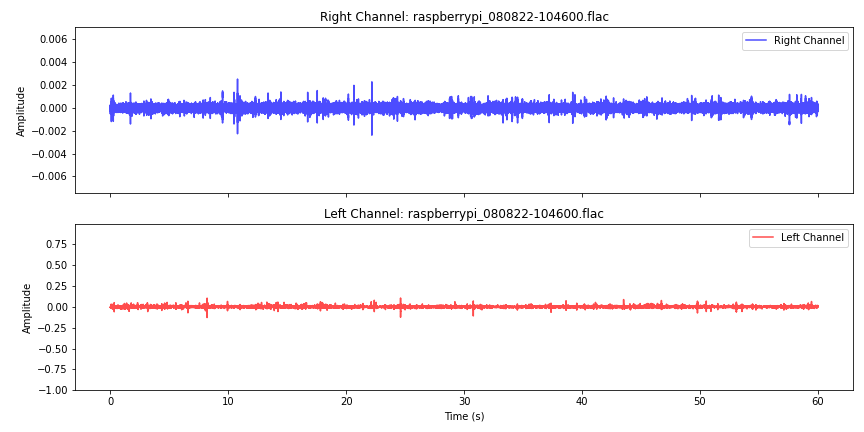 Right Channel: raspberrypi_080822-104600.flac
Right Channel
0.006
0.004
0.002
0.000
−0.002
−0.004
−0.006
Amplitude
Left Channel: raspberrypi_080822-104600.flac
Left Channel
0.75
0.50
0.25
0.00
−0.25
−0.50
−0.75
−1.00
Amplitude
0 10 20 30 40 50 60
Time (s)